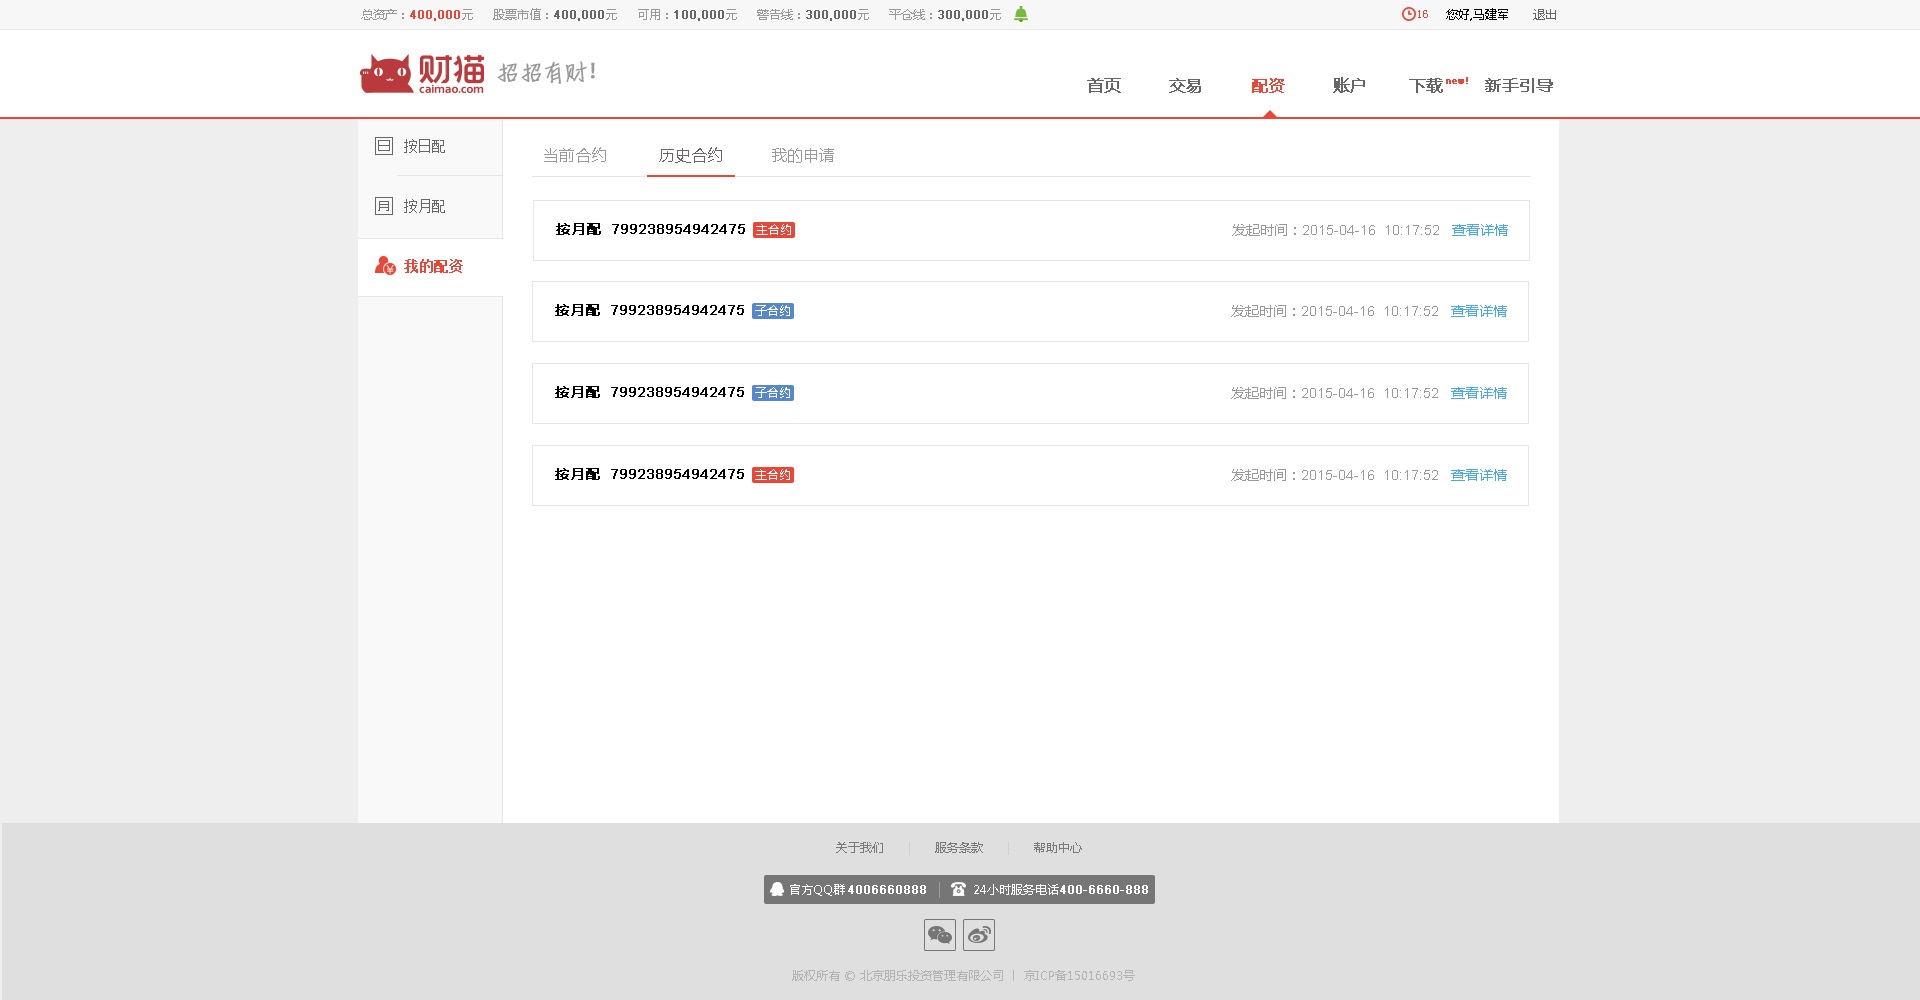 总资产：400,000元 股票市值：400,000元 可用：100,000元 警告线：300,000元 平仓线：300,000元 16 您好,马建军 退出
财猫 caimao.com 招招有财！
首页 交易 配资 账户 下载 new! 新手引导
日 按日配
月 按月配
我的配资
当前合约 历史合约 我的申请
按月配 799238954942475 主合约 发起时间：2015-04-16 10:17:52 查看详情
按月配 799238954942475 子合约 发起时间：2015-04-16 10:17:52 查看详情
按月配 799238954942475 子合约 发起时间：2015-04-16 10:17:52 查看详情
按月配 799238954942475 主合约 发起时间：2015-04-16 10:17:52 查看详情
关于我们 | 服务条款 | 帮助中心
官方QQ群4006660888 | 24小时服务电话400-6660-888
版权所有 © 北京朋乐投资管理有限公司 | 京ICP备15016693号